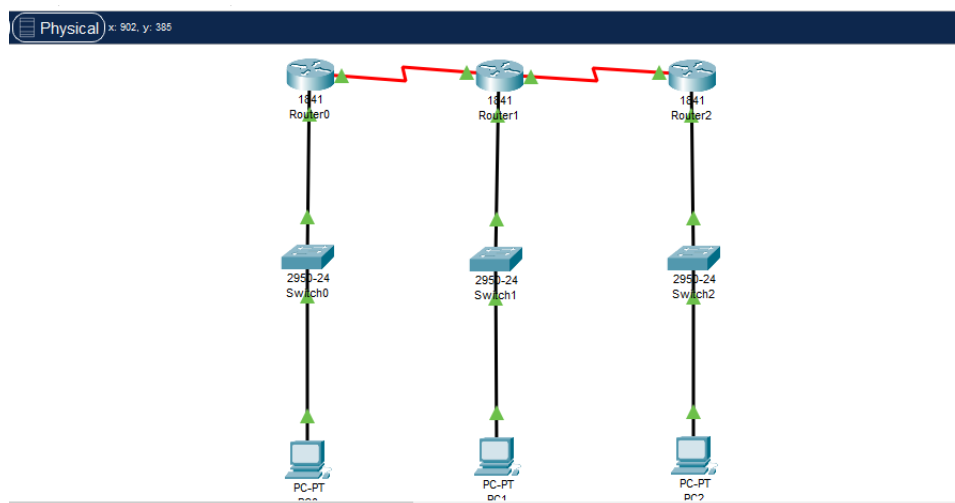 Physical x: 902, y: 385
1841
Router0
1841
Router1
1841
Router2
2950-24
Switch0
2950-24
Switch1
2950-24
Switch2
PC-PT
PC0
PC-PT
PC1
PC-PT
PC2